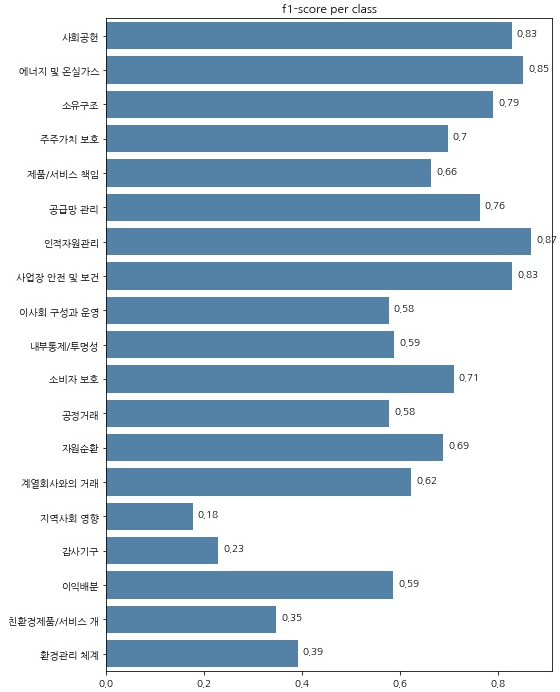 f1-score per class
사회공헌 0.83
에너지 및 온실가스 0.85
소유구조 0.79
주주가치 보호 0.7
제품/서비스 책임 0.66
공급망 관리 0.76
인적자원관리 0.87
사업장 안전 및 보건 0.83
이사회 구성과 운영 0.58
내부통제/투명성 0.59
소비자 보호 0.71
공정거래 0.58
자원순환 0.69
계열회사와의 거래 0.62
지역사회 영향 0.18
감사기구 0.23
이익배분 0.59
친환경제품/서비스 개 0.35
환경관리 체계 0.39
0.0 0.2 0.4 0.6 0.8